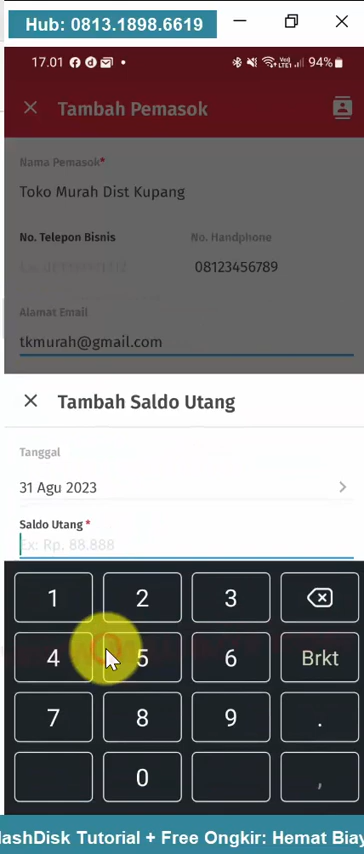 Hub: 0813.1898.6619
17.01
94%
Tambah Pemasok
Nama Pemasok*
Toko Murah Dist Kupang
No. Telepon Bisnis
No. Handphone
08123456789
Alamat Email
tkmurah@gmail.com
Tambah Saldo Utang
Tanggal
31 Agu 2023
Saldo Utang *
Ex: Rp. 88.888
1 2 3
4 5 6 Brkt
7 8 9 .
0 ,
lashDisk Tutorial + Free Ongkir: Hemat Biay